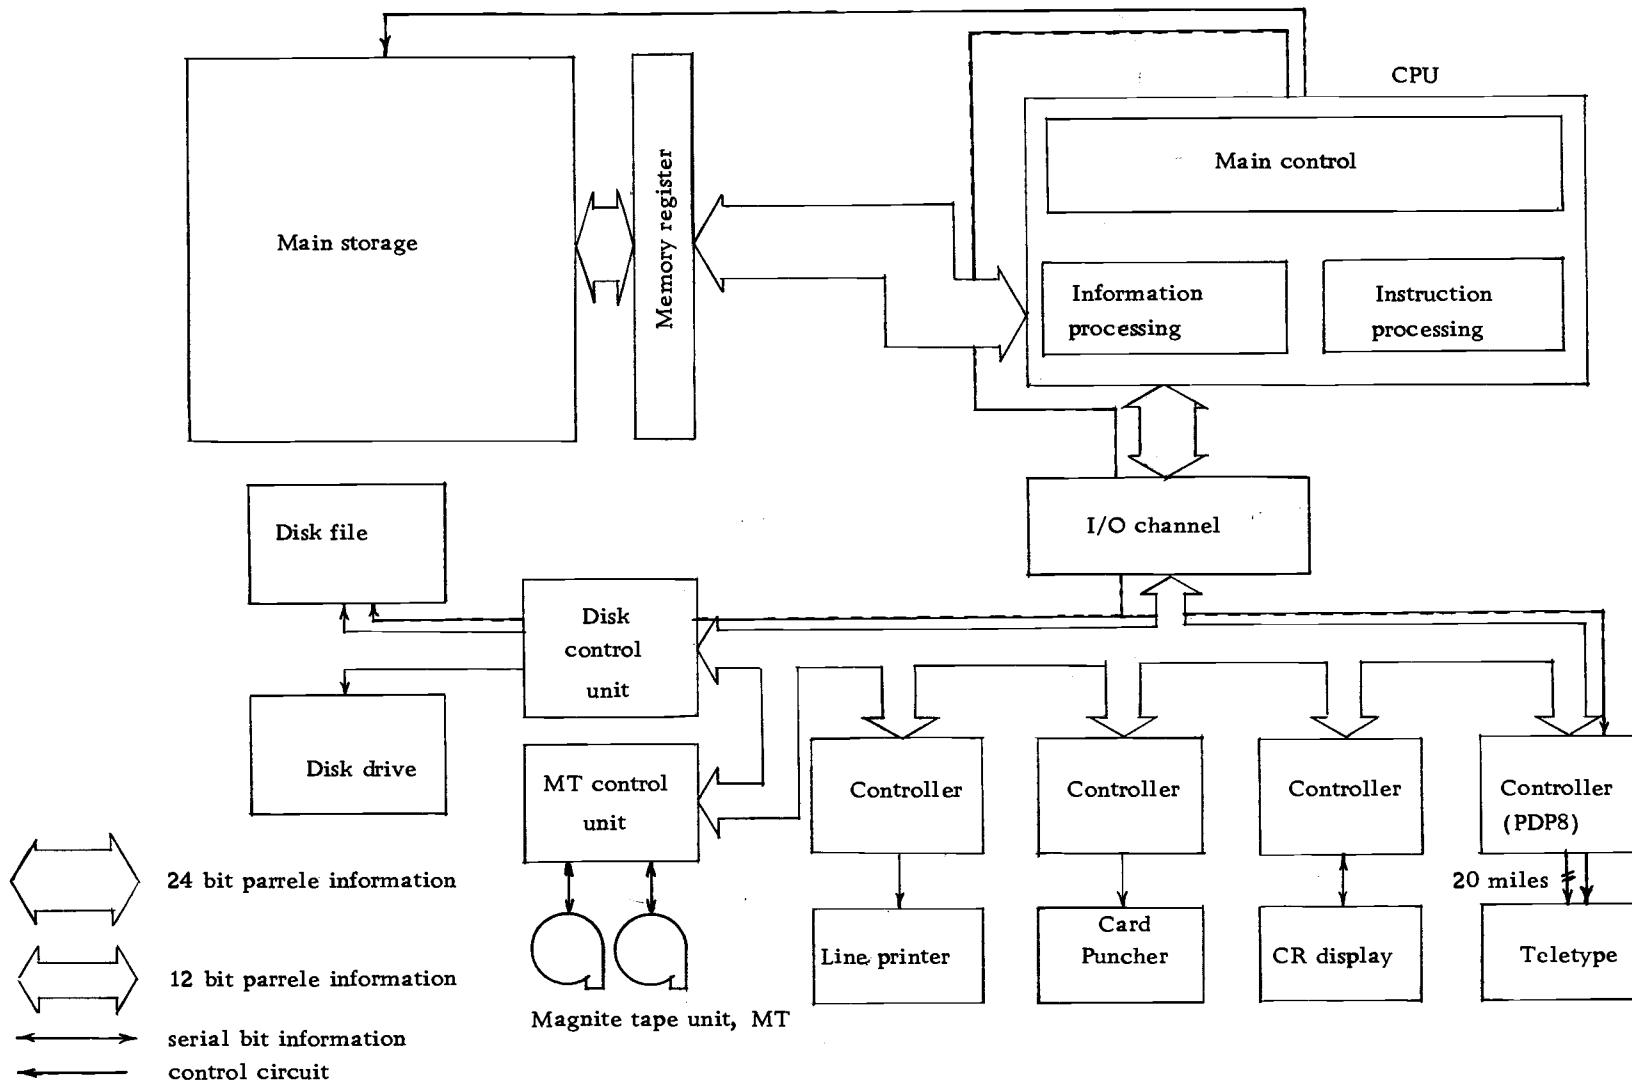 CPU
Main control
Main storage
Memory register
Information
processing
Instruction
processing
I/O channel
Disk file
Disk
control
unit
Disk drive
MT control
unit
Controller
Controller
Controller
Controller
(PDP8)
20 miles
Line printer
Card
Puncher
CR display
Teletype
Magnite tape unit, MT
24 bit parrele information
12 bit parrele information
serial bit information
control circuit